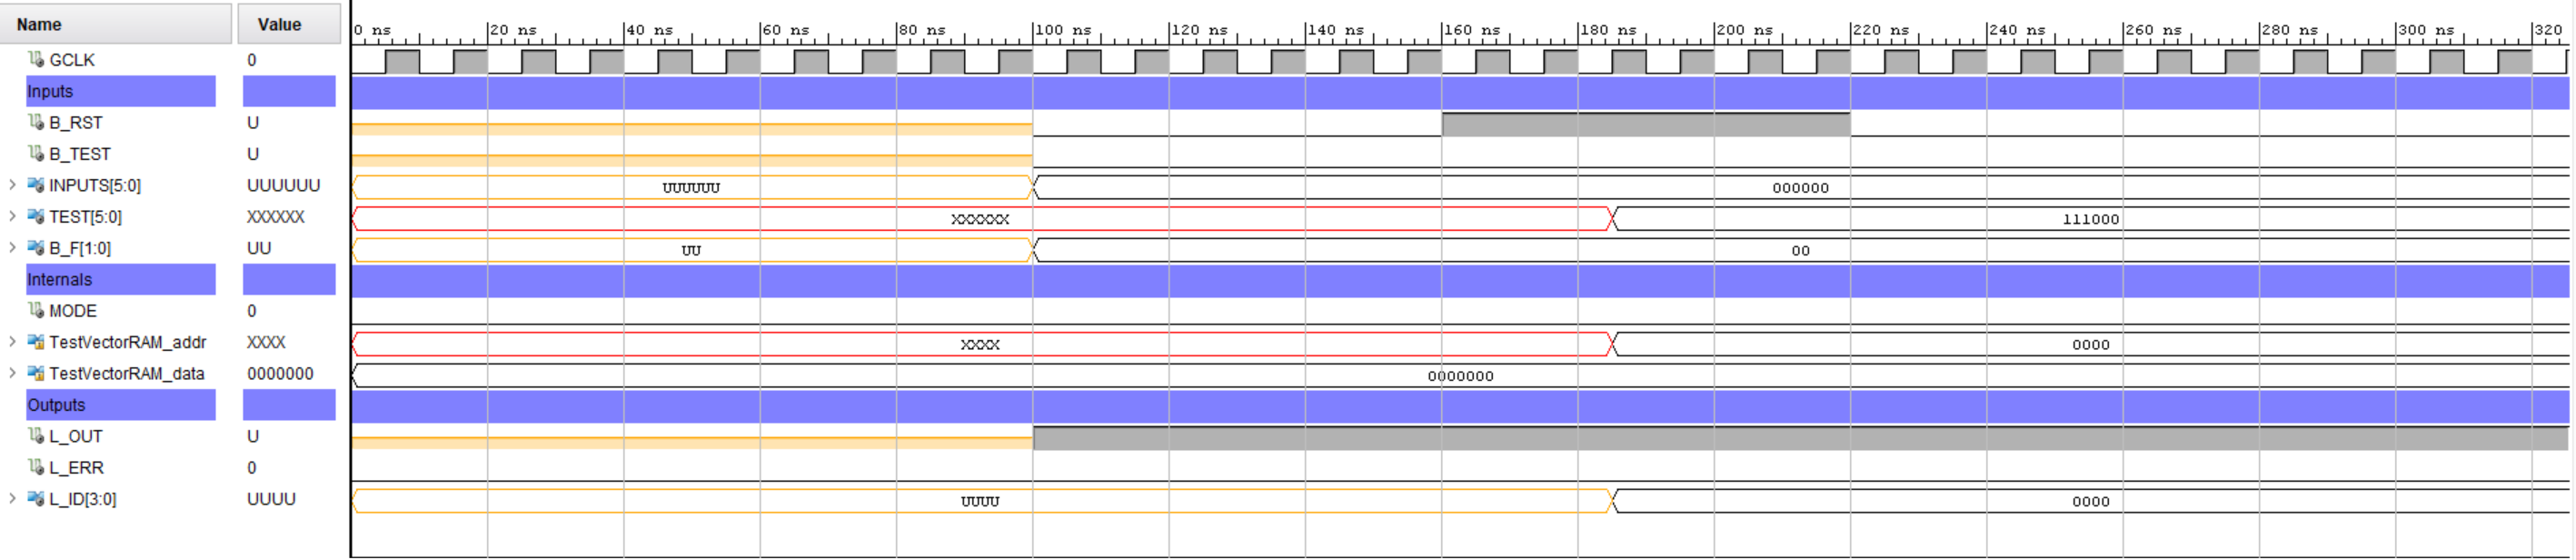 Name Value 0 ns 20 ns 40 ns 60 ns 80 ns 100 ns 120 ns 140 ns 160 ns 180 ns 200 ns 220 ns 240 ns 260 ns 280 ns 300 ns 320
GCLK 0
Inputs
B_RST U
B_TEST U
INPUTS[5:0] UUUUUU UUUUUU 000000
TEST[5:0] XXXXXX XXXXXX 111000
B_F[1:0] UU UU 00
Internals
MODE 0
TestVectorRAM_addr XXXX XXXX 0000
TestVectorRAM_data 0000000 0000000
Outputs
L_OUT U
L_ERR 0
L_ID[3:0] UUUU UUUU 0000